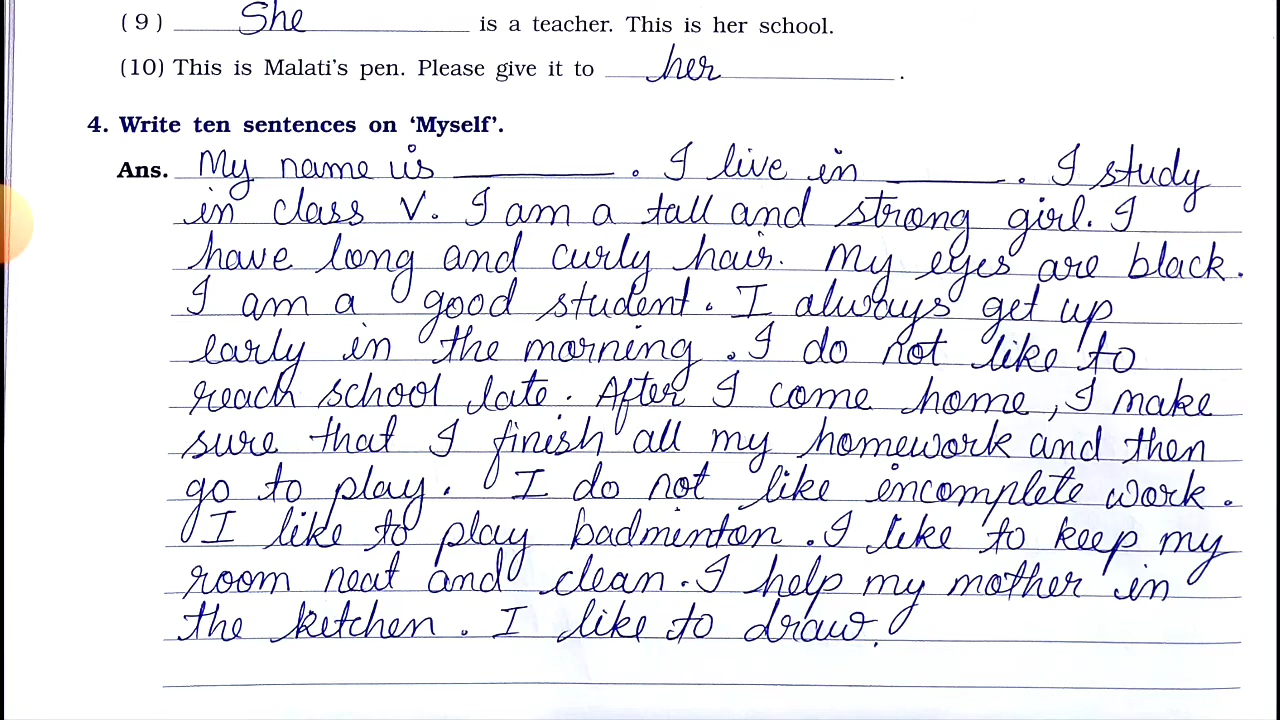 (9) She is a teacher. This is her school.
(10) This is Malati's pen. Please give it to her .
4. Write ten sentences on 'Myself'.
Ans. My name is ______ . I live in ______ . I study
in class V. I am a tall and strong girl. I
have long and curly hair. My eyes are black.
I am a good student. I always get up
early in the morning. I do not like to
reach school late. After I come home, I make
sure that I finish all my homework and then
go to play. I do not like incomplete work.
I like to play badminton. I like to keep my
room neat and clean. I help my mother in
the kitchen. I like to draw.